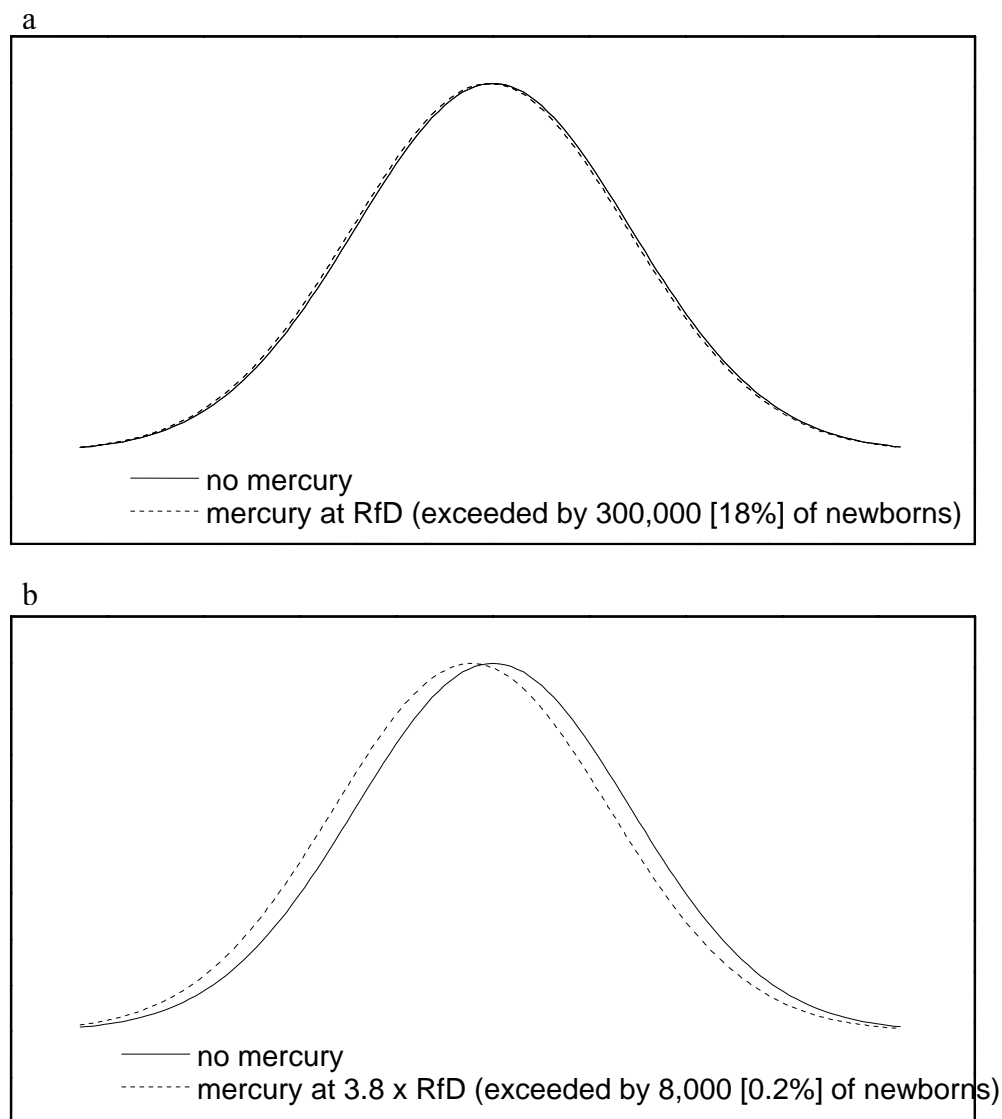 a
no mercury
mercury at RfD (exceeded by 300,000 [18%] of newborns)
b
no mercury
mercury at 3.8 x RfD (exceeded by 8,000 [0.2%] of newborns)